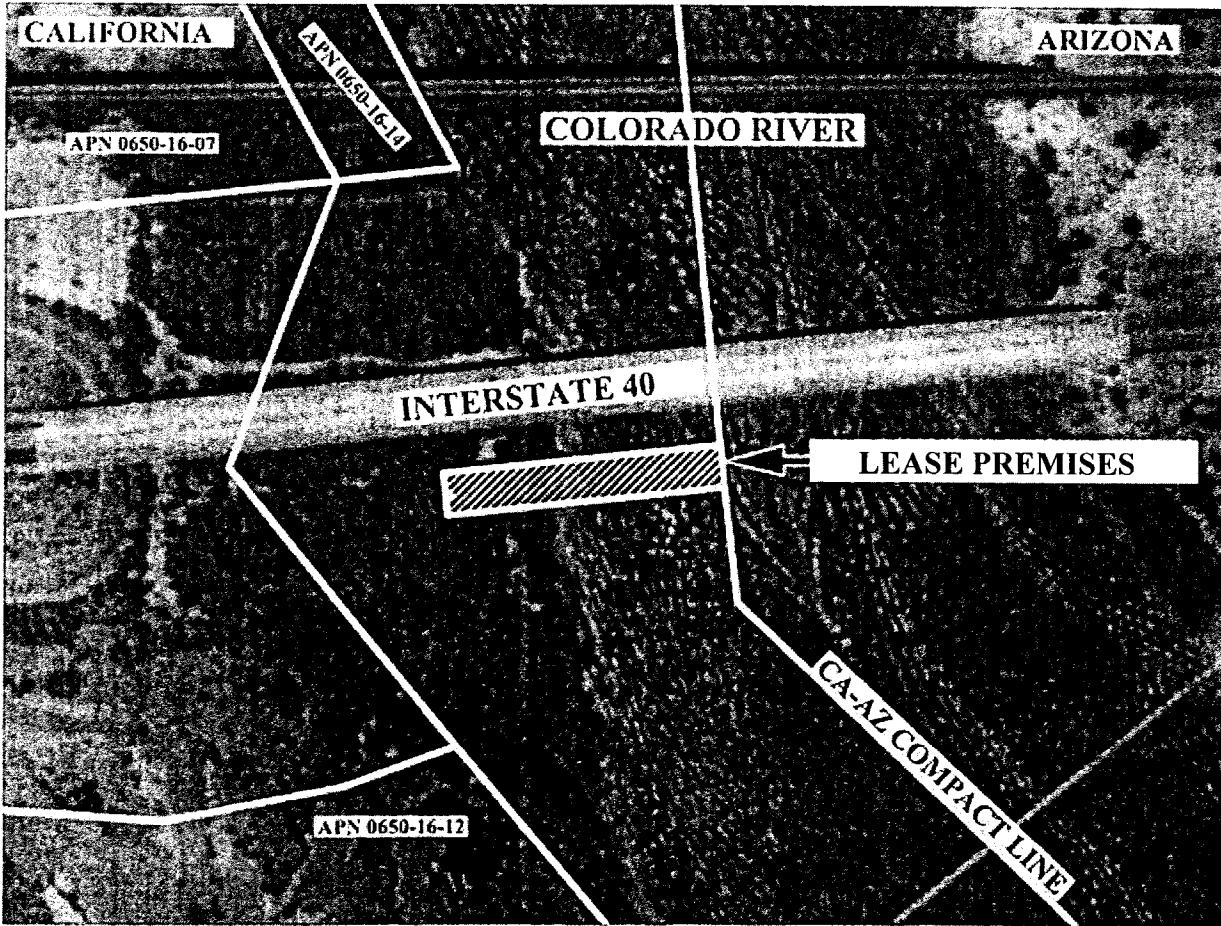 CALIFORNIA
ARIZONA
APN 0650-16-14
COLORADO RIVER
APN 0650-16-07
INTERSTATE 40
LEASE PREMISES
CA-AZ COMPACT LINE
APN 0650-16-12